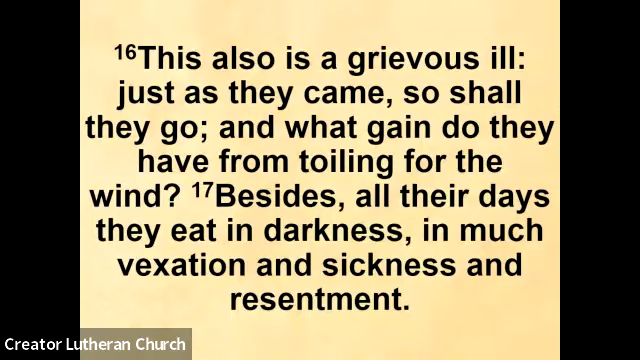 ¹⁶This also is a grievous ill:
just as they came, so shall
they go; and what gain do they
have from toiling for the
wind? ¹⁷Besides, all their days
they eat in darkness, in much
vexation and sickness and
resentment.
Creator Lutheran Church